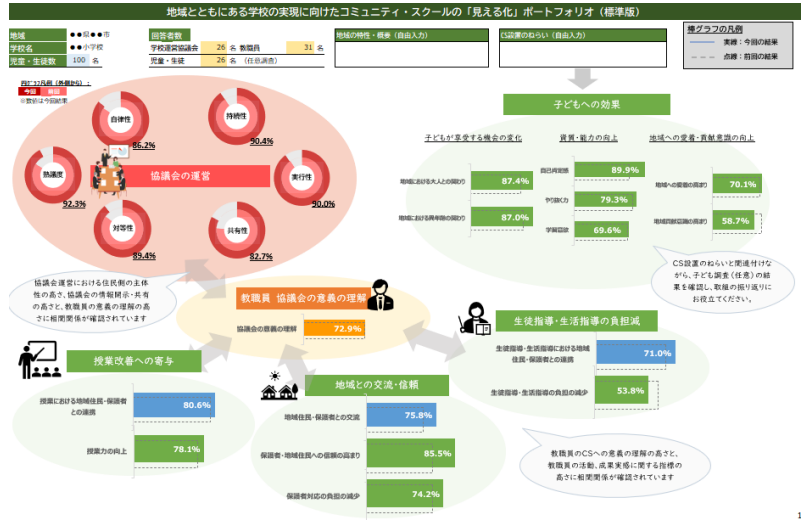 地域とともにある学校の実現に向けたコミュニティ・スクールの「見える化」ポートフォリオ（標準版）
地域 ●●県●●市
学校名 ●●小学校
児童・生徒数 100 名
回答者数
学校運営協議会 26 名 教職員 31 名
児童・生徒 26 名 （任意調査）
地域の特性・概要（自由入力）
CS設置のねらい（自由入力）
棒グラフの凡例
実線：今回の結果
点線：前回の結果
円グラフ凡例（外側から）：
今回 前回
※数値は今回結果
自律性
86.2%
持続性
90.4%
熟議度
92.3%
協議会の運営
実行性
90.0%
対等性
89.4%
共有性
82.7%
協議会運営における住民側の主体
性の高さ、協議会の情報開示・共有
の高さと、教職員の意義の理解の高
さに相関関係が確認されています
子どもへの効果
子どもが享受する機会の変化
資質・能力の向上
地域への愛着・貢献意識の向上
地域における大人との関わり 87.4%
地域における異年齢の関わり 87.0%
自己肯定感 89.9%
やり抜く力 79.3%
学習意欲 69.6%
地域への愛着の高まり 70.1%
地域貢献意識の高まり 58.7%
CS設置のねらいと関連付けな
がら、子ども調査（任意）の結
果を確認し、取組の振り返りに
お役立てください。
教職員 協議会の意義の理解
協議会の意義の理解 72.9%
授業改善への寄与
授業における地域住民・保護者
との連携
80.6%
授業力の向上 78.1%
地域との交流・信頼
地域住民・保護者との交流 75.8%
保護者・地域住民への信頼の高まり 85.5%
保護者対応の負担の減少 74.2%
生徒指導・生活指導の負担減
生徒指導・生活指導における地域
住民・保護者との連携
71.0%
生徒指導・生活指導の負担の減少 53.8%
教職員のCSへの意義の理解の高さと、
教職員の活動、成果実感に関する指標の
高さに相関関係が確認されています
1